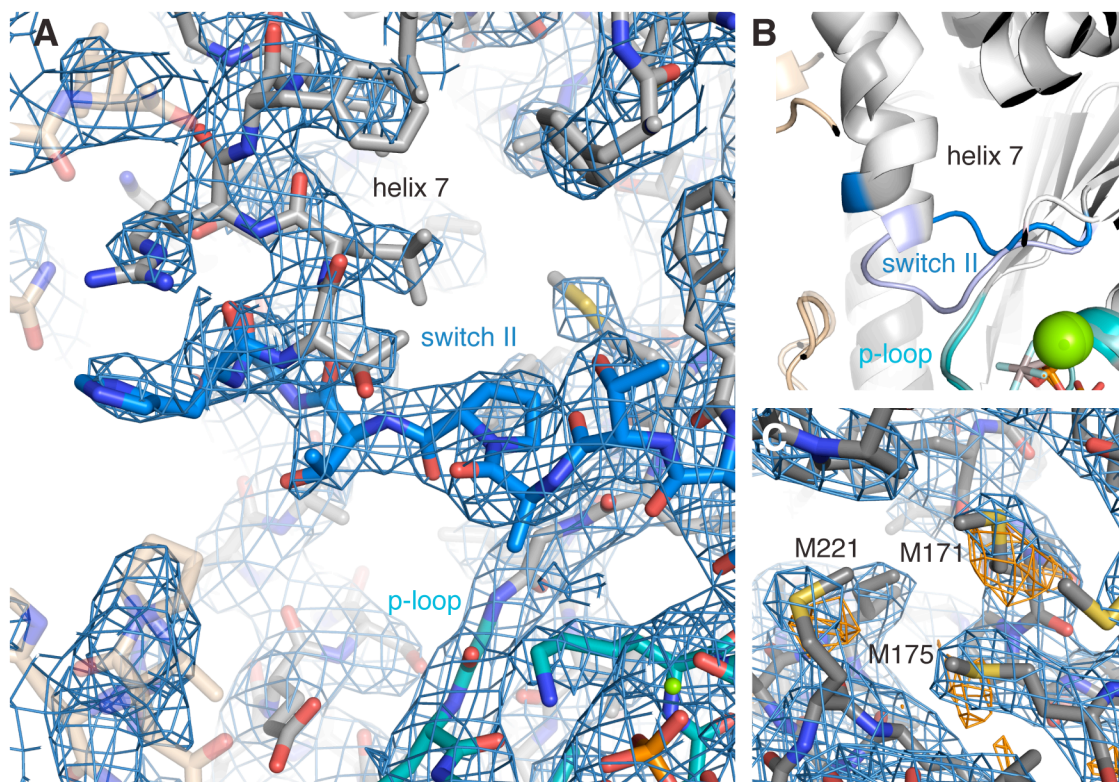 A
helix 7
switch II
p-loop
B
helix 7
switch II
p-loop
C
M221
M171
M175